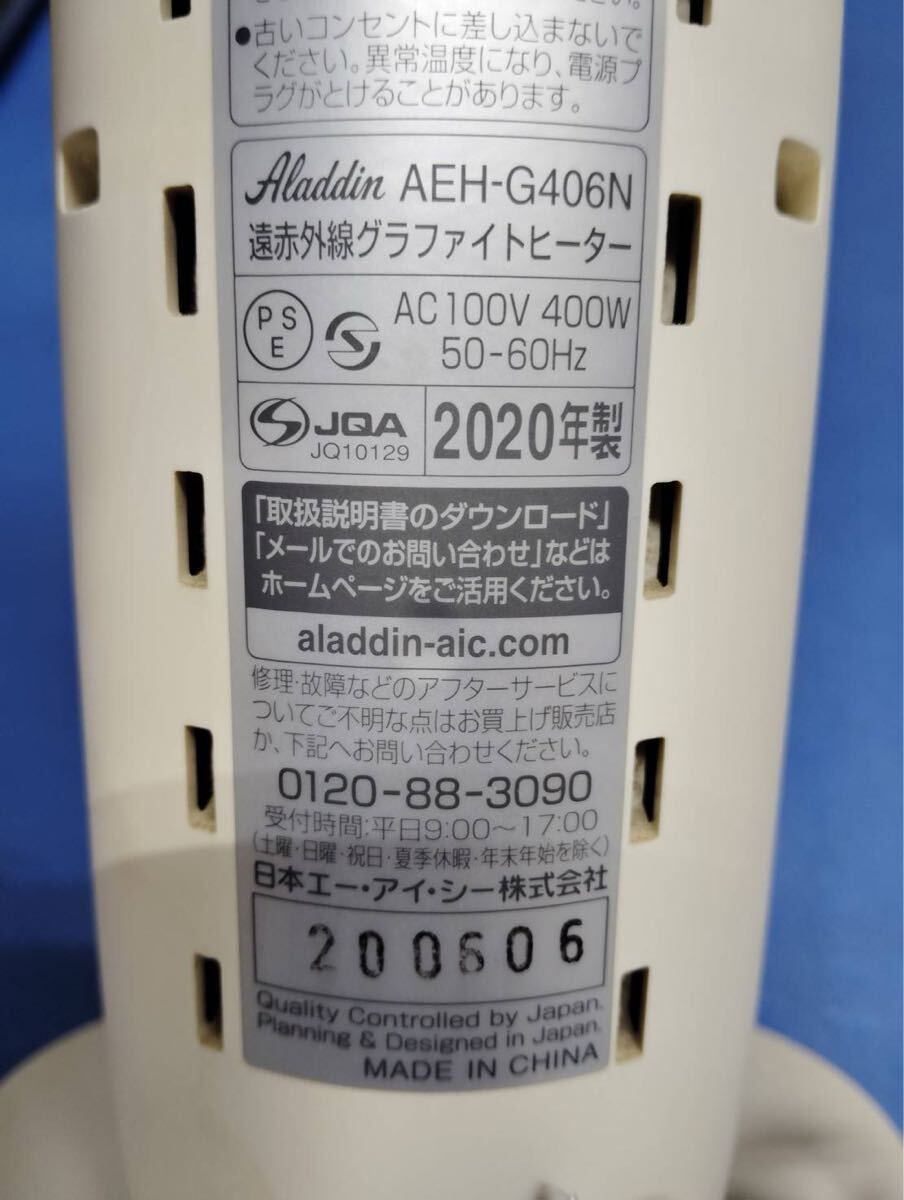 ください。
●古いコンセントに差し込まないで
ください。異常温度になり、電源プ
ラグがとけることがあります。
Aladdin AEH-G406N
遠赤外線グラファイトヒーター
PS
E
AC100V 400W
50-60Hz
JQA
JQ10129
2020年製
「取扱説明書のダウンロード」
「メールでのお問い合わせ」などは
ホームページをご活用ください。
aladdin-aic.com
修理・故障などのアフターサービスに
ついてご不明な点はお買上げ販売店
か、下記へお問い合わせください。
0120-88-3090
受付時間:平日9:00〜17:00
(土曜・日曜・祝日・夏季休暇・年末年始を除く)
日本エー・アイ・シー株式会社
200606
Quality Controlled by Japan.
Planning & Designed in Japan.
MADE IN CHINA